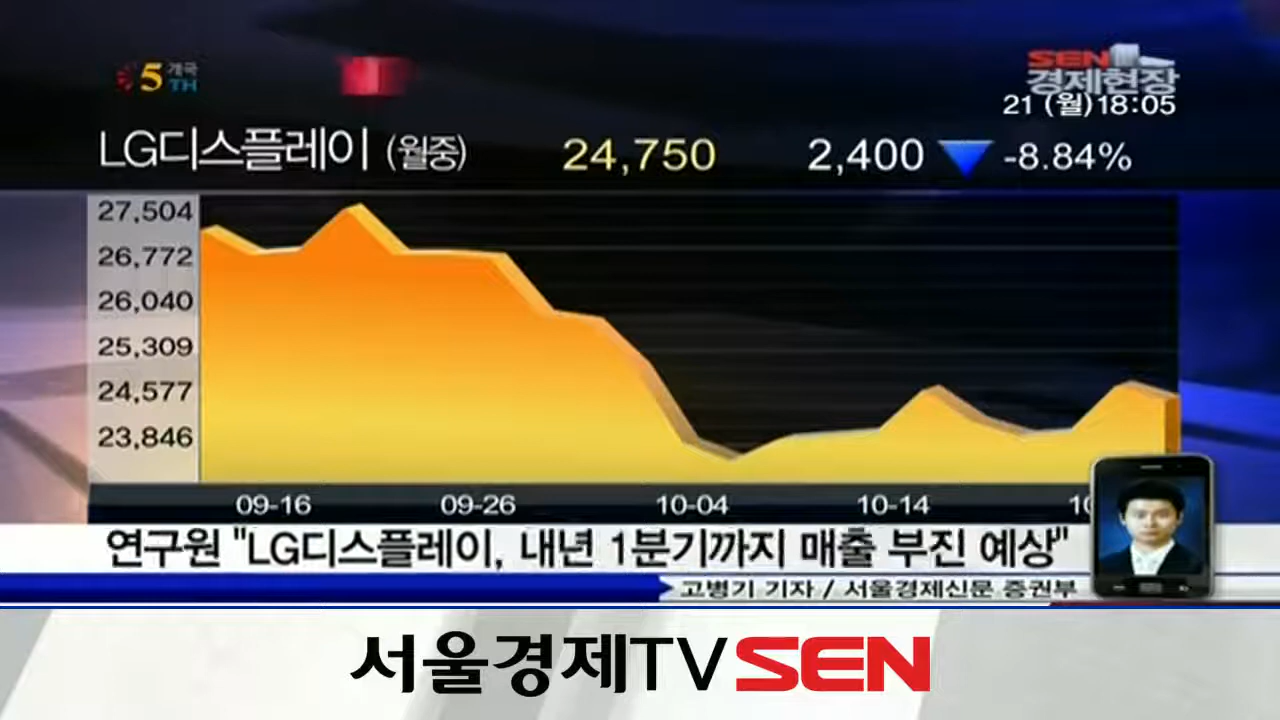 5 개국
TH
SEN
경제현장
21 (월)18:05
LG디스플레이 (월중) 24,750 2,400 ▼ -8.84%
27,504
26,772
26,040
25,309
24,577
23,846
09-16 09-26 10-04 10-14
연구원 "LG디스플레이, 내년 1분기까지 매출 부진 예상"
고병기 기자 / 서울경제신문 증권부
서울경제TV SEN